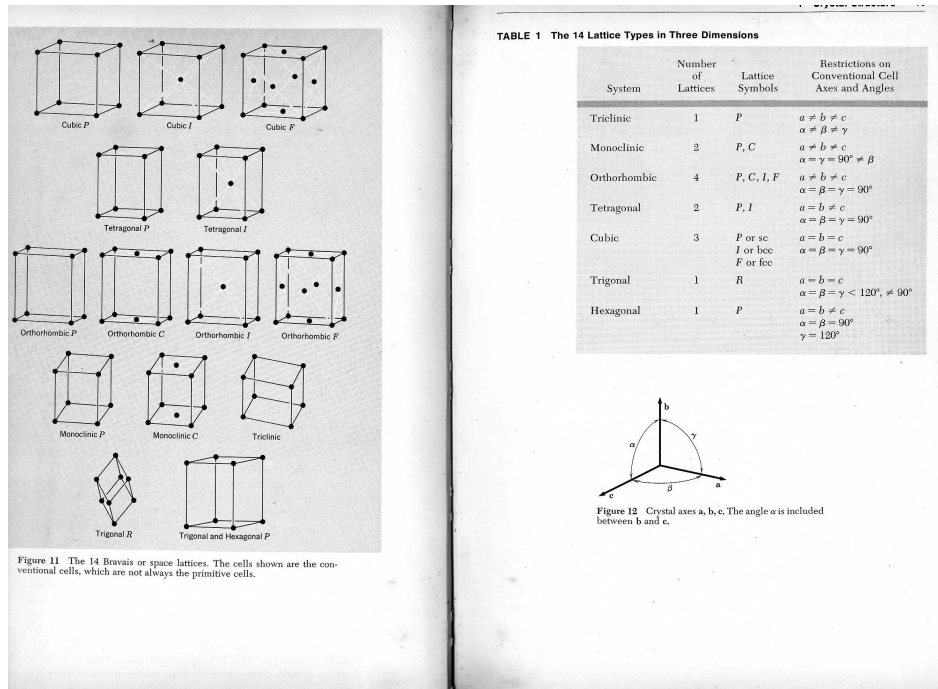 Cubic P
Cubic I
Cubic F
Tetragonal P
Tetragonal I
Orthorhombic P
Orthorhombic C
Orthorhombic I
Orthorhombic F
Monoclinic P
Monoclinic C
Triclinic
Trigonal R
Trigonal and Hexagonal P
Figure 11 The 14 Bravais or space lattices. The cells shown are the con-
ventional cells, which are not always the primitive cells.
TABLE 1 The 14 Lattice Types in Three Dimensions
System
Number
of
Lattices
Lattice
Symbols
Restrictions on
Conventional Cell
Axes and Angles
Triclinic 1 P a ≠ b ≠ c
α ≠ β ≠ γ
Monoclinic 2 P, C a ≠ b ≠ c
α = γ = 90° ≠ β
Orthorhombic 4 P, C, I, F a ≠ b ≠ c
α = β = γ = 90°
Tetragonal 2 P, I a = b ≠ c
α = β = γ = 90°
Cubic 3 P or sc a = b = c
I or bcc α = β = γ = 90°
F or fcc
Trigonal 1 R a = b = c
α = β = γ < 120°, ≠ 90°
Hexagonal 1 P a = b ≠ c
α = β = 90°
γ = 120°
b
α
γ
β
a
c
Figure 12 Crystal axes a, b, c. The angle α is included
between b and c.